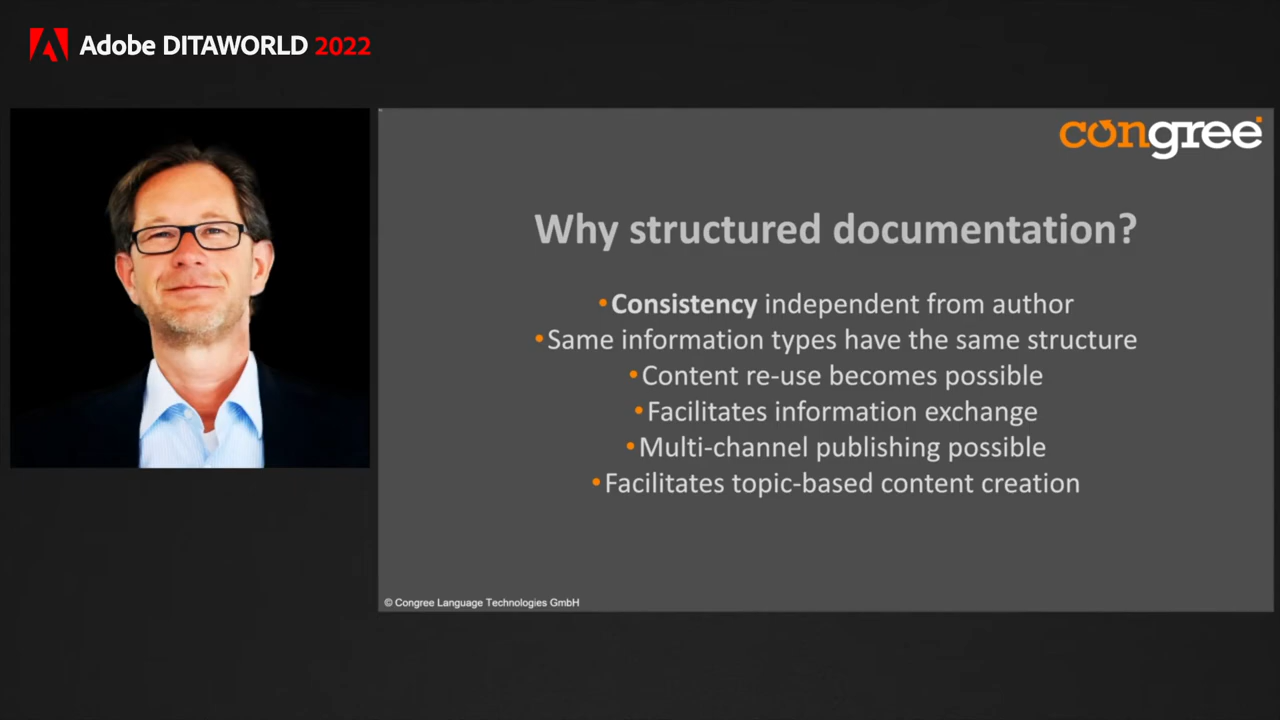 Adobe DITAWORLD 2022
congree
Why structured documentation?
•Consistency independent from author
•Same information types have the same structure
•Content re-use becomes possible
•Facilitates information exchange
•Multi-channel publishing possible
•Facilitates topic-based content creation
© Congree Language Technologies GmbH